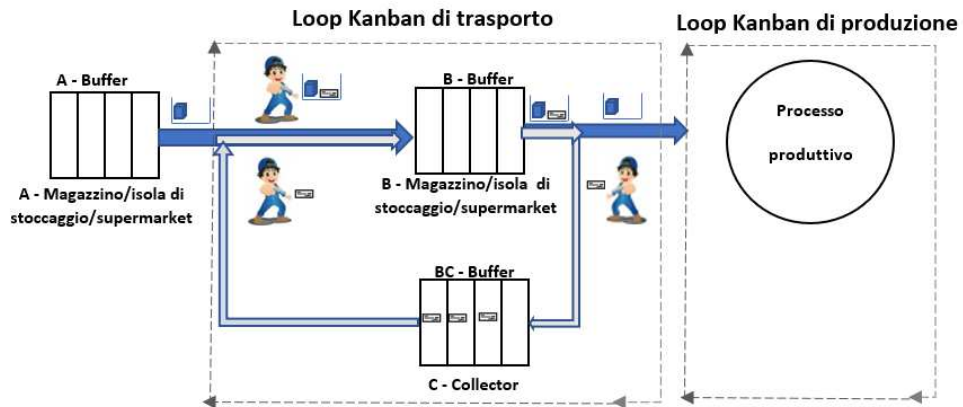 Loop Kanban di trasporto
Loop Kanban di produzione
A - Buffer
B - Buffer
Processo
produttivo
A - Magazzino/isola di
stoccaggio/supermarket
B - Magazzino/isola di
stoccaggio/supermarket
BC - Buffer
C - Collector